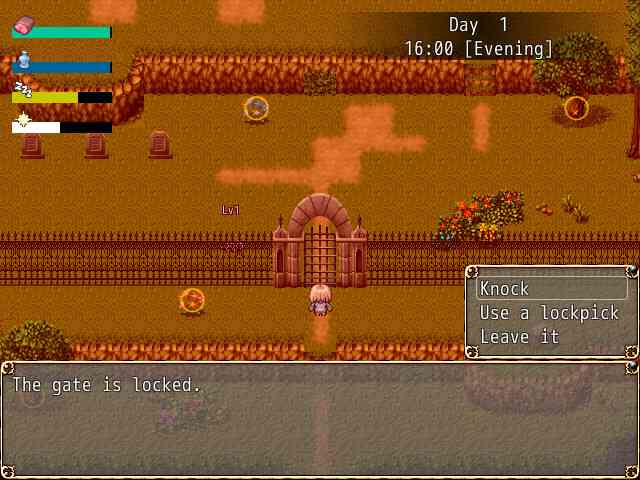 Day 1
16:00 [Evening]
Lv1
Knock
Use a lockpick
Leave it
The gate is locked.